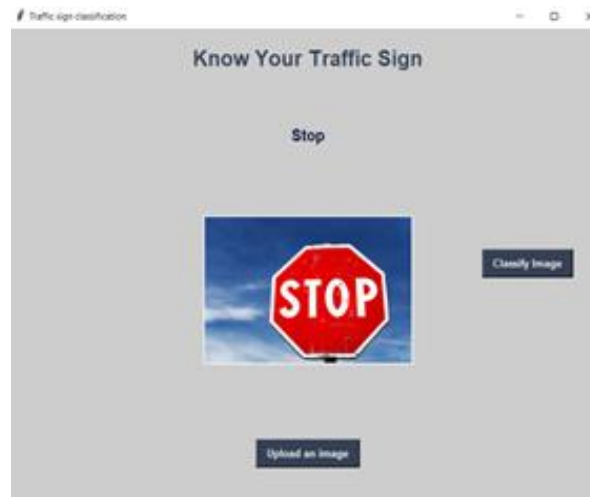 Traffic sign classification
Know Your Traffic Sign
Stop
STOP
Classify Image
Upload an image